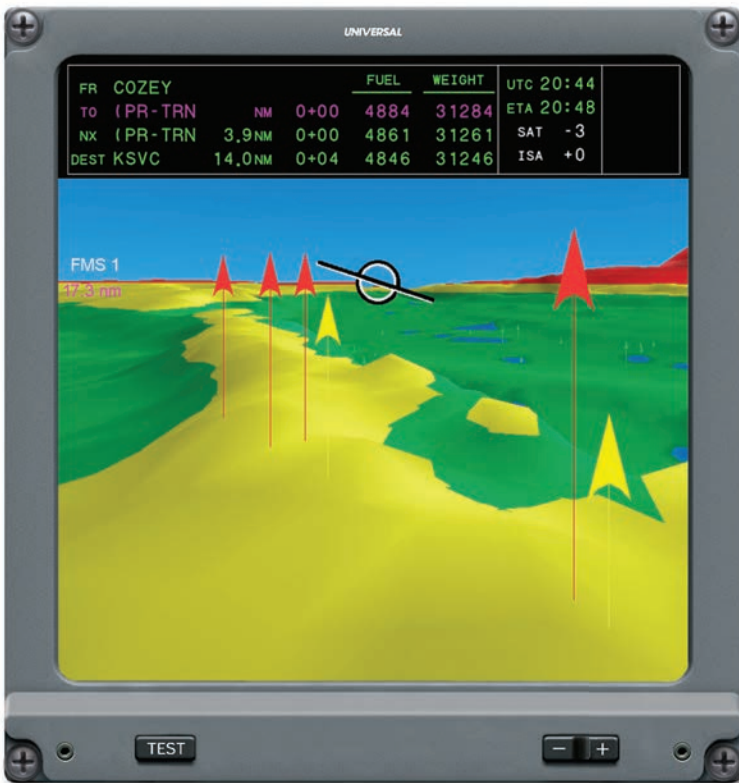 UNIVERSAL
FUEL WEIGHT
FR COZEY
TO (PR-TRN NM 0+00 4884 31284
NX (PR-TRN 3.9NM 0+00 4861 31261
DEST KSVC 14.0NM 0+04 4846 31246
UTC 20:44
ETA 20:48
SAT -3
ISA +0
FMS 1
17.3 nm
TEST
− +